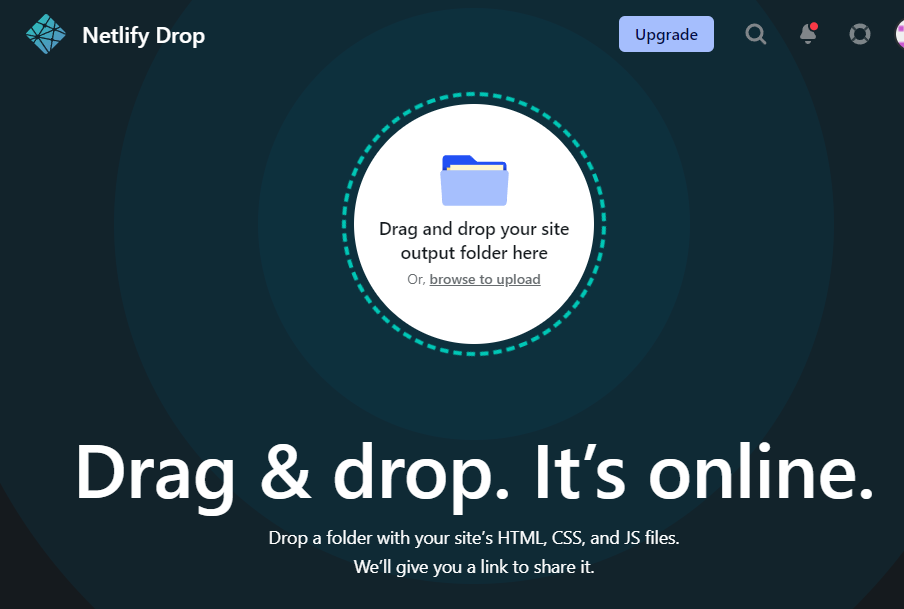 Netlify Drop
Upgrade
Drag and drop your site
output folder here
Or, browse to upload
Drag & drop. It’s online.
Drop a folder with your site’s HTML, CSS, and JS files.
We’ll give you a link to share it.